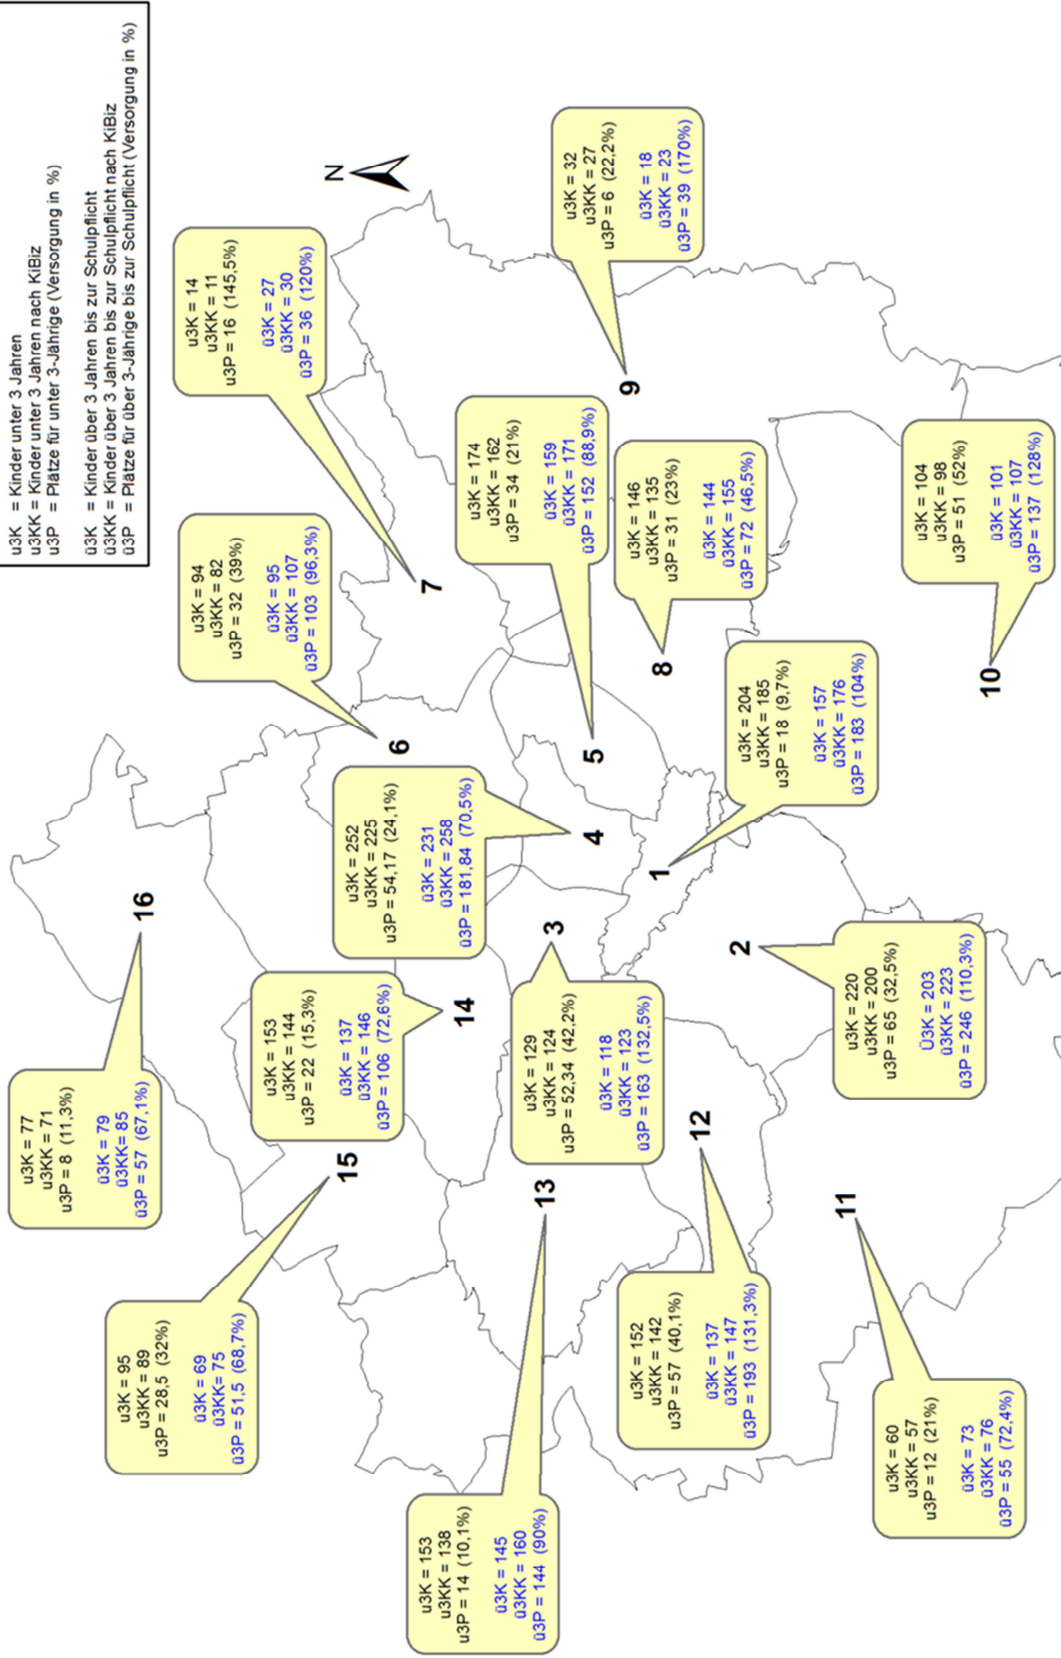 u3K = Kinder unter 3 Jahren
u3KK = Kinder unter 3 Jahren nach KiBiz
u3P = Plätze für unter 3-Jährige (Versorgung in %)
ü3K = Kinder über 3 Jahren bis zur Schulpflicht
ü3KK = Kinder über 3 Jahren bis zur Schulpflicht nach KiBiz
ü3P = Plätze für über 3-Jährige bis zur Schulpflicht (Versorgung in %)
N
u3K = 77
u3KK = 71
u3P = 8 (11,3%)
ü3K = 79
ü3KK= 85
ü3P = 57 (67,1%)
16
u3K = 95
u3KK = 89
u3P = 28,5 (32%)
ü3K = 69
ü3KK= 75
ü3P = 51,5 (68,7%)
15
u3K = 153
u3KK = 144
u3P = 22 (15,3%)
ü3K = 137
ü3KK = 146
ü3P = 106 (72,6%)
14
u3K = 94
u3KK = 82
u3P = 32 (39%)
ü3K = 95
ü3KK = 107
ü3P = 103 (96,3%)
6
u3K = 14
u3KK = 11
u3P = 16 (145,5%)
ü3K = 27
ü3KK = 30
ü3P = 36 (120%)
7
u3K = 252
u3KK = 225
u3P = 54,17 (24,1%)
ü3K = 231
ü3KK = 258
ü3P = 181,84 (70,5%)
4
u3K = 153
u3KK = 138
u3P = 14 (10,1%)
ü3K = 145
ü3KK = 160
ü3P = 144 (90%)
13
u3K = 129
u3KK = 124
u3P = 52,34 (42,2%)
ü3K = 118
ü3KK = 123
ü3P = 163 (132,5%)
3
u3K = 174
u3KK = 162
u3P = 34 (21%)
ü3K = 159
ü3KK = 171
ü3P = 152 (88,9%)
5
u3K = 32
u3KK = 27
u3P = 6 (22,2%)
ü3K = 18
ü3KK = 23
ü3P = 39 (170%)
9
u3K = 146
u3KK = 135
u3P = 31 (23%)
ü3K = 144
ü3KK = 155
ü3P = 72 (46,5%)
8
u3K = 152
u3KK = 142
u3P = 57 (40,1%)
ü3K = 137
ü3KK = 147
ü3P = 193 (131,3%)
12
u3K = 204
u3KK = 185
u3P = 18 (9,7%)
ü3K = 157
ü3KK = 176
ü3P = 183 (104%)
1
u3K = 220
u3KK = 200
u3P = 65 (32,5%)
Ü3K = 203
ü3KK = 223
ü3P = 246 (110,3%)
2
u3K = 60
u3KK = 57
u3P = 12 (21%)
ü3K = 73
ü3KK = 76
ü3P = 55 (72,4%)
11
u3K = 104
u3KK = 98
u3P = 51 (52%)
ü3K = 101
ü3KK = 107
ü3P = 137 (128%)
10